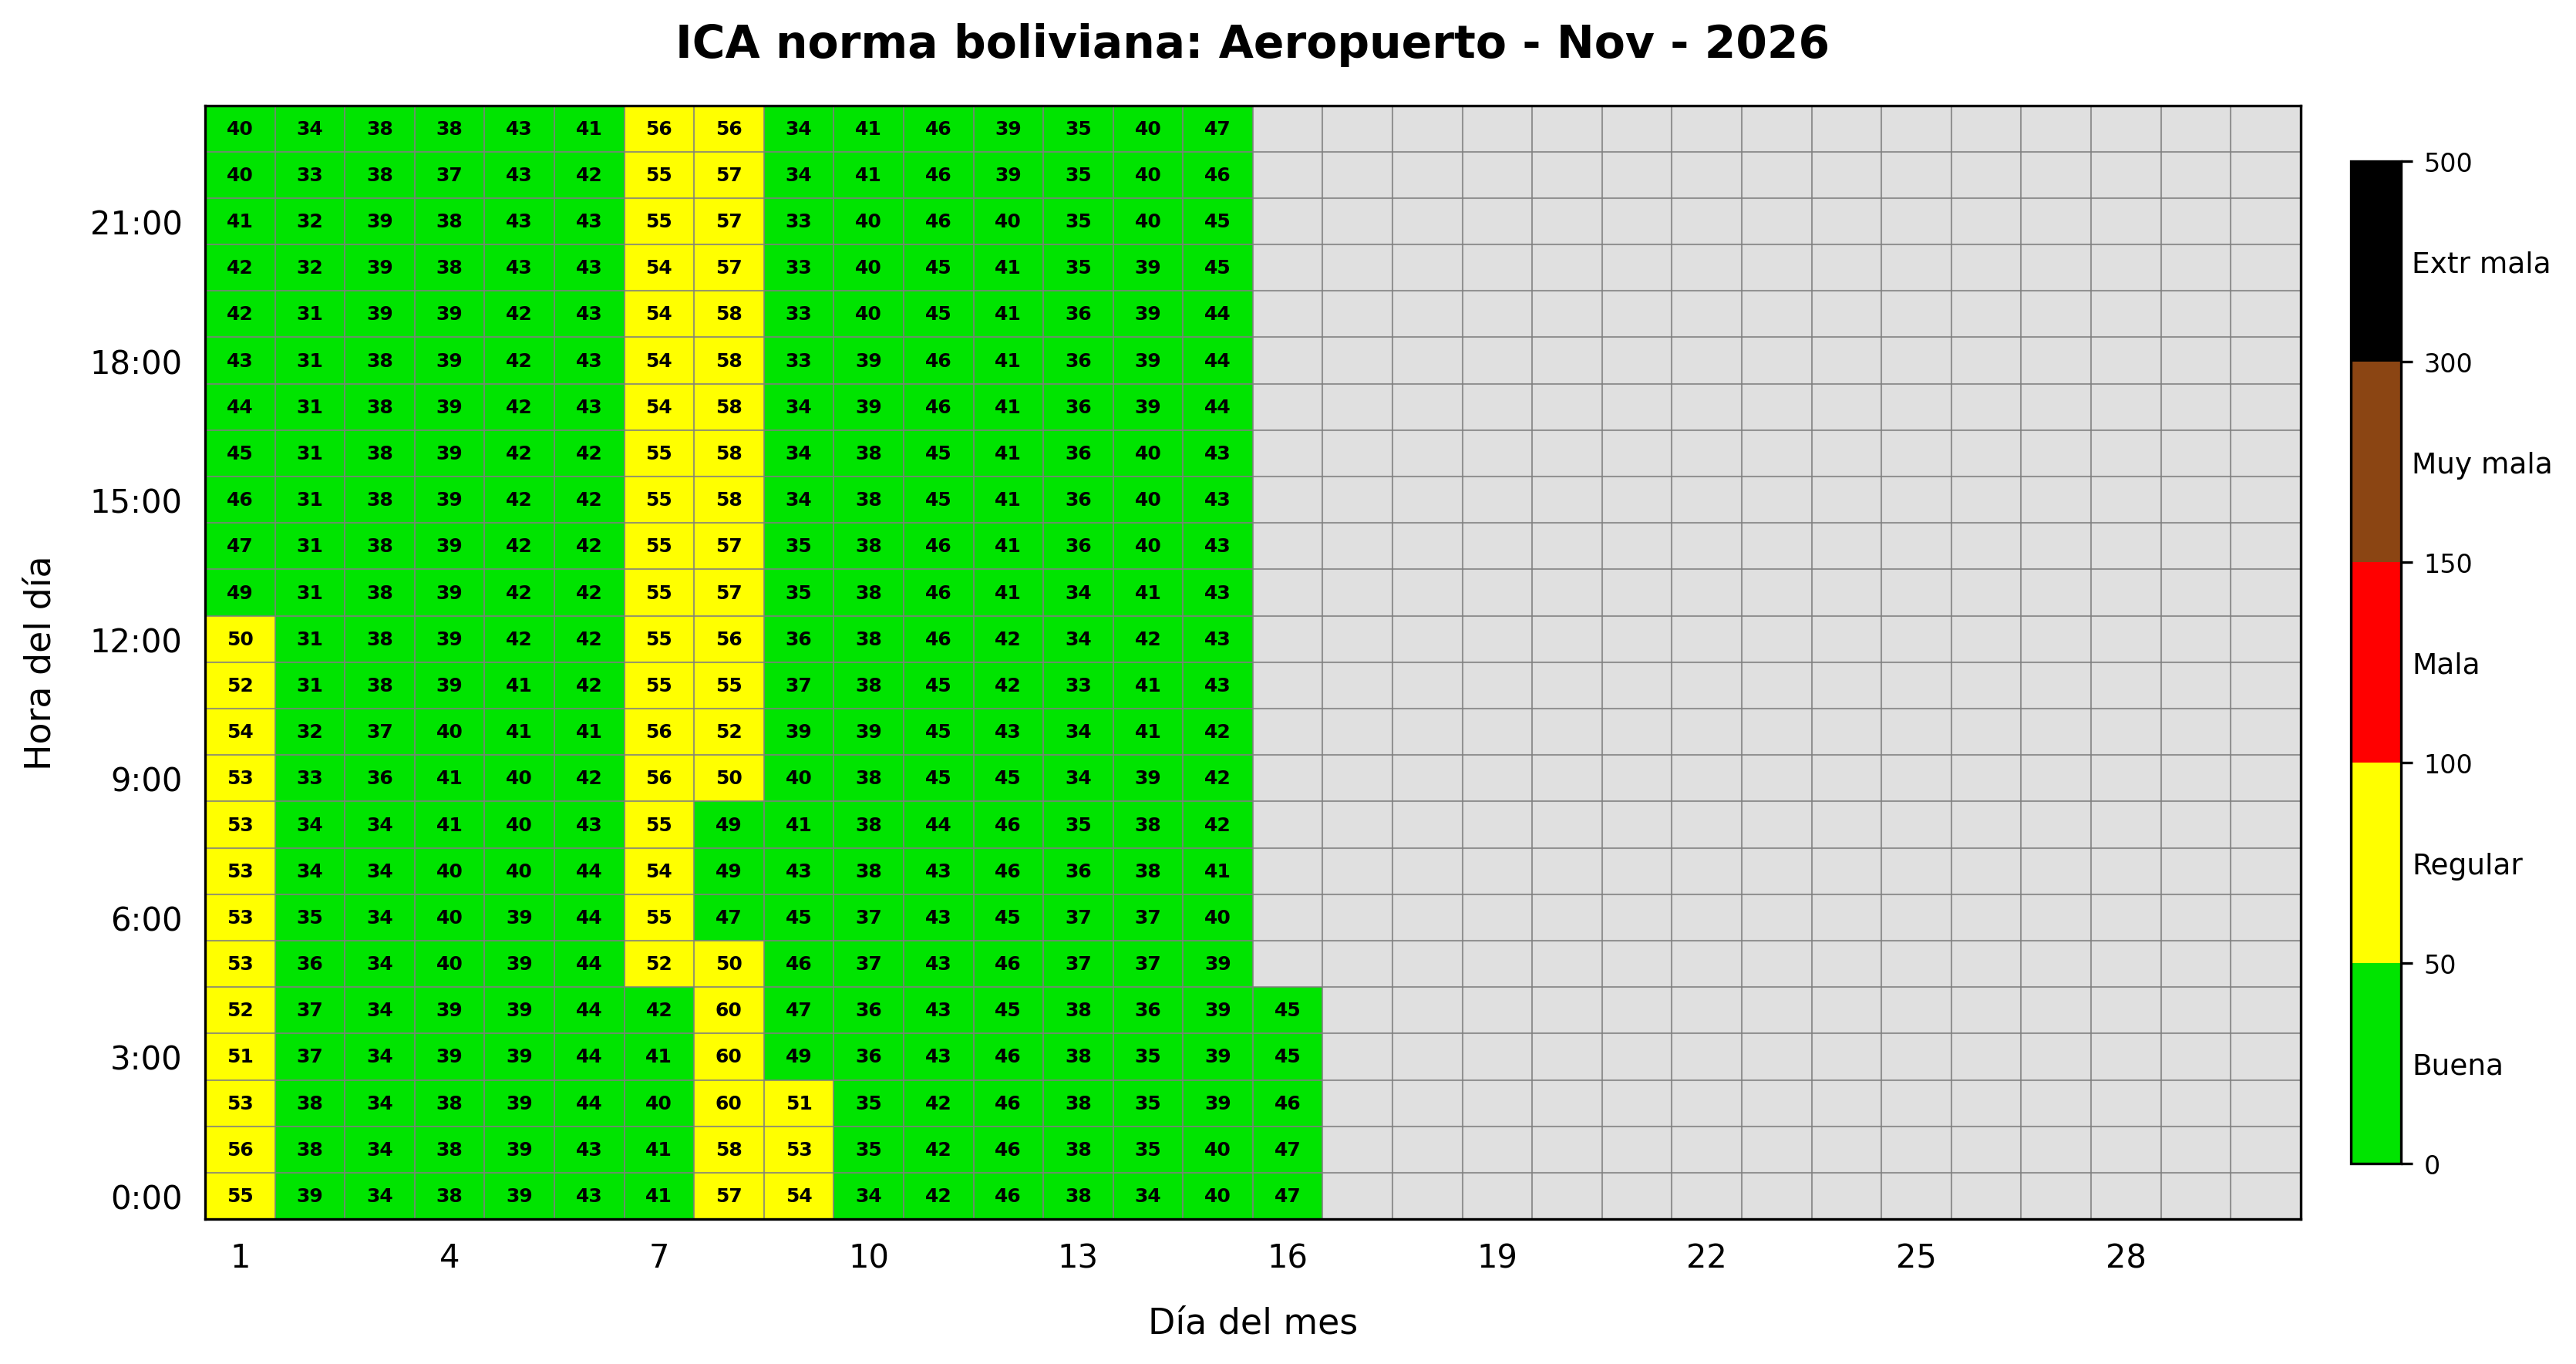 ICA norma boliviana: Aeropuerto - Nov - 2026
40 34 38 38 43 41 56 56 34 41 46 39 35 40 47
40 33 38 37 43 42 55 57 34 41 46 39 35 40 46
21:00 41 32 39 38 43 43 55 57 33 40 46 40 35 40 45
42 32 39 38 43 43 54 57 33 40 45 41 35 39 45
42 31 39 39 42 43 54 58 33 40 45 41 36 39 44
18:00 43 31 38 39 42 43 54 58 33 39 46 41 36 39 44
44 31 38 39 42 43 54 58 34 39 46 41 36 39 44
45 31 38 39 42 42 55 58 34 38 45 41 36 40 43
15:00 46 31 38 39 42 42 55 58 34 38 45 41 36 40 43
47 31 38 39 42 42 55 57 35 38 46 41 36 40 43
49 31 38 39 42 42 55 57 35 38 46 41 34 41 43
12:00 50 31 38 39 42 42 55 56 36 38 46 42 34 42 43
52 31 38 39 41 42 55 55 37 38 45 42 33 41 43
54 32 37 40 41 41 56 52 39 39 45 43 34 41 42
9:00 53 33 36 41 40 42 56 50 40 38 45 45 34 39 42
53 34 34 41 40 43 55 49 41 38 44 46 35 38 42
53 34 34 40 40 44 54 49 43 38 43 46 36 38 41
6:00 53 35 34 40 39 44 55 47 45 37 43 45 37 37 40
53 36 34 40 39 44 52 50 46 37 43 46 37 37 39
52 37 34 39 39 44 42 60 47 36 43 45 38 36 39 45
3:00 51 37 34 39 39 44 41 60 49 36 43 46 38 35 39 45
53 38 34 38 39 44 40 60 51 35 42 46 38 35 39 46
56 38 34 38 39 43 41 58 53 35 42 46 38 35 40 47
0:00 55 39 34 38 39 43 41 57 54 34 42 46 38 34 40 47
1 4 7 10 13 16 19 22 25 28
Día del mes
Hora del día
500
Extr mala
300
Muy mala
150
Mala
100
Regular
50
Buena
0